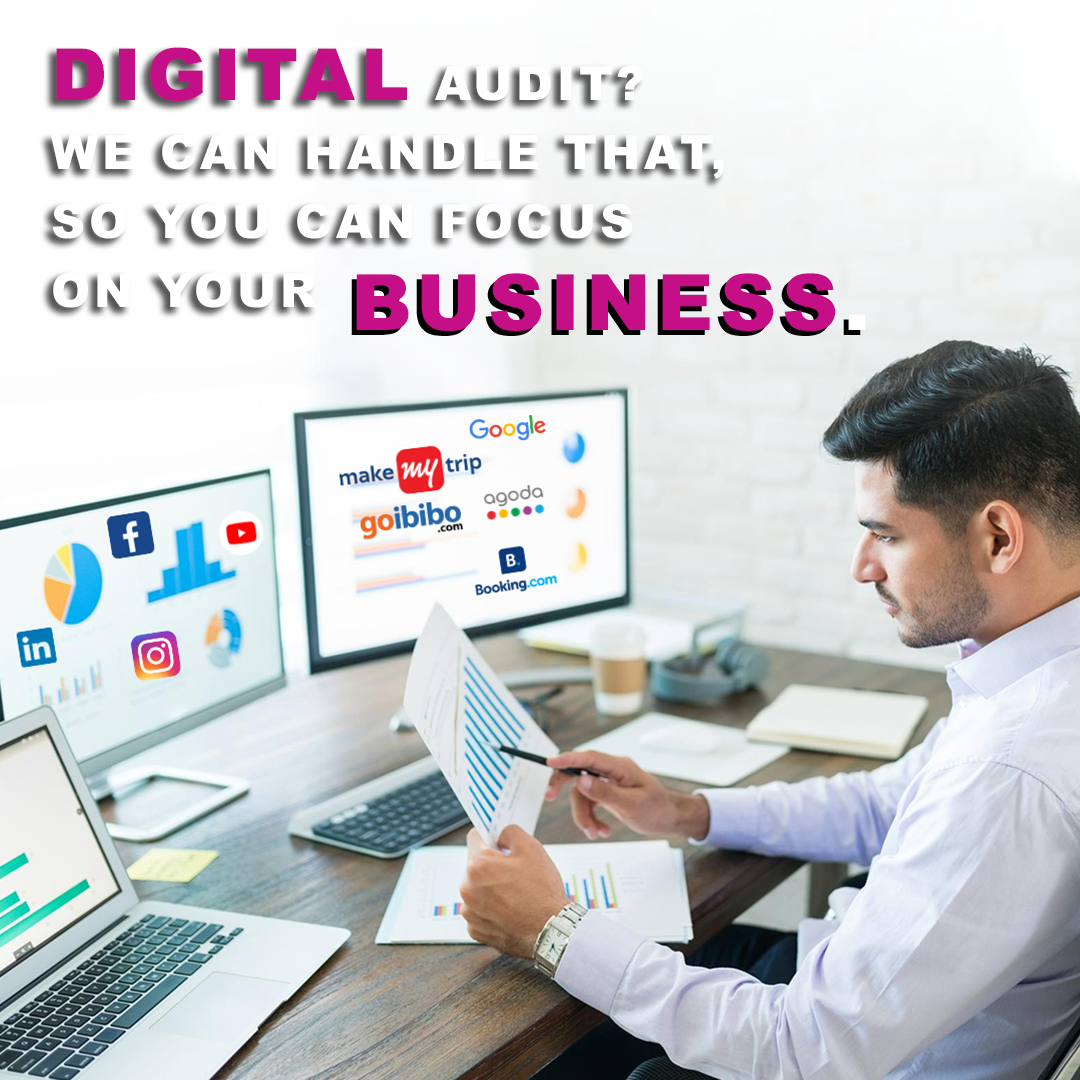 DIGITAL AUDIT?
WE CAN HANDLE THAT,
SO YOU CAN FOCUS
ON YOUR BUSINESS.
Google
make my trip
goibibo
.com
agoda
B.
Booking.com
f
in